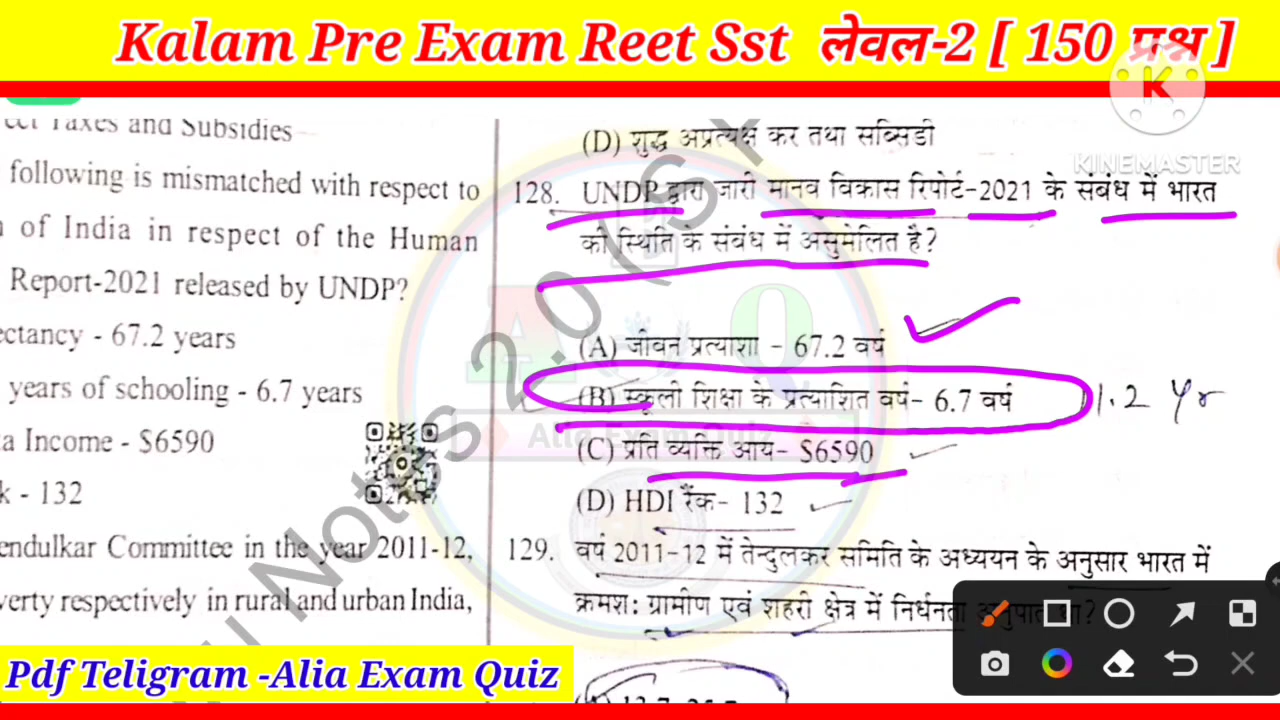 Kalam Pre Exam Reet Sst लेवल-2 [ 150 प्रश्न ]
K
KINEMASTER
ect Taxes and Subsidies
following is mismatched with respect to
n of India in respect of the Human
Report-2021 released by UNDP?
ectancy - 67.2 years
years of schooling - 6.7 years
ta Income - $6590
k - 132
endulkar Committee in the year 2011-12,
verty respectively in rural and urban India,
(D) शुद्ध अप्रत्यक्ष कर तथा सब्सिडी
128. UNDP द्वारा जारी मानव विकास रिपोर्ट-2021 के संबंध में भारत
की स्थिति के संबंध में असुमेलित है?
(A) जीवन प्रत्याशा - 67.2 वर्ष
(B) स्कूली शिक्षा के प्रत्याशित वर्ष- 6.7 वर्ष
11.2 Yr
(C) प्रति व्यक्ति आय- $6590
(D) HDI रैंक- 132
129. वर्ष 2011-12 में तेन्दुलकर समिति के अध्ययन के अनुसार भारत में
क्रमश: ग्रामीण एवं शहरी क्षेत्र में निर्धनता अनुपात था?
Alia Exam Quiz
Pdf Teligram -Alia Exam Quiz